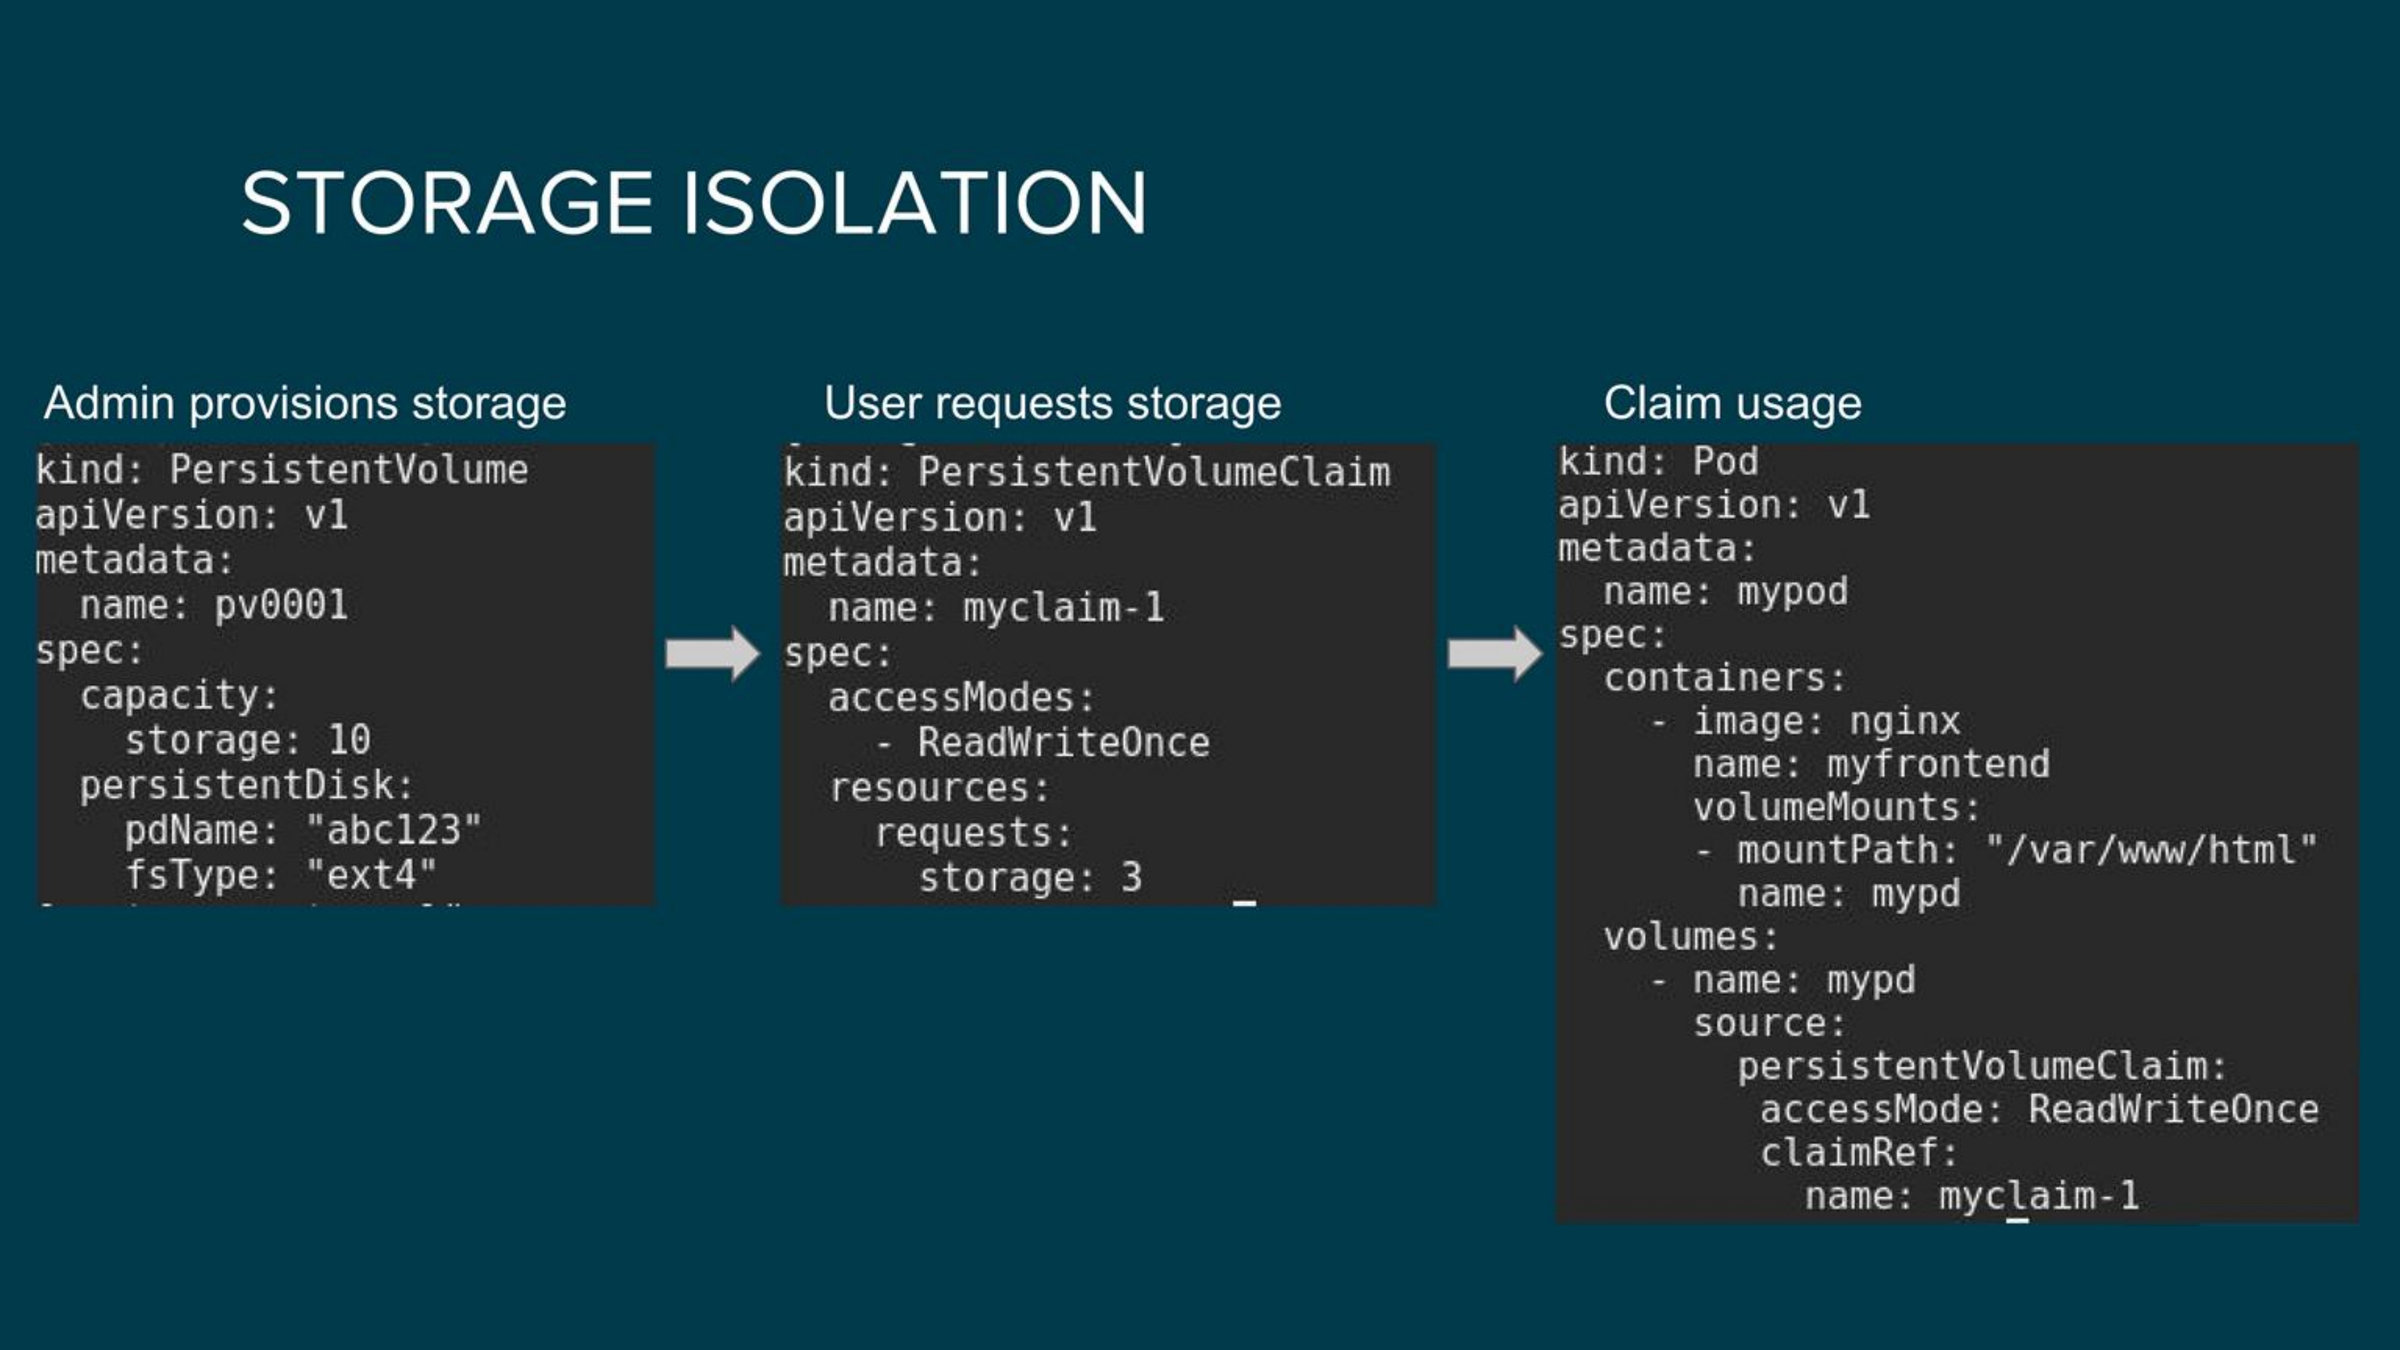 STORAGE ISOLATION
Admin provisions storage
kind: PersistentVolume
apiVersion: v1
metadata:
  name: pv0001
spec:
  capacity:
    storage: 10
  persistentDisk:
    pdName: "abc123"
    fsType: "ext4"
User requests storage
kind: PersistentVolumeClaim
apiVersion: v1
metadata:
  name: myclaim-1
spec:
  accessModes:
    - ReadWriteOnce
  resources:
    requests:
      storage: 3
Claim usage
kind: Pod
apiVersion: v1
metadata:
  name: mypod
spec:
  containers:
    - image: nginx
      name: myfrontend
      volumeMounts:
      - mountPath: "/var/www/html"
        name: mypd
  volumes:
    - name: mypd
      source:
        persistentVolumeClaim:
         accessMode: ReadWriteOnce
         claimRef:
           name: myclaim-1